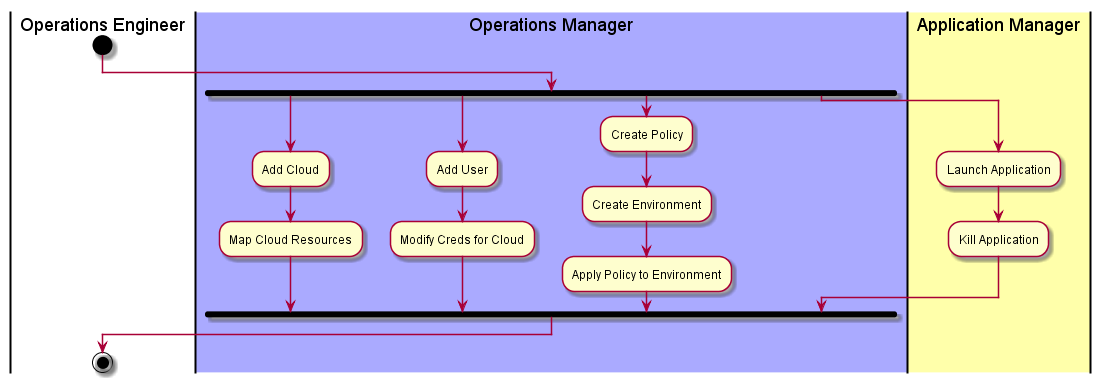 Operations Engineer
Operations Manager
Application Manager
Create Policy
Add Cloud
Add User
Launch Application
Create Environment
Map Cloud Resources
Modify Creds for Cloud
Kill Application
Apply Policy to Environment